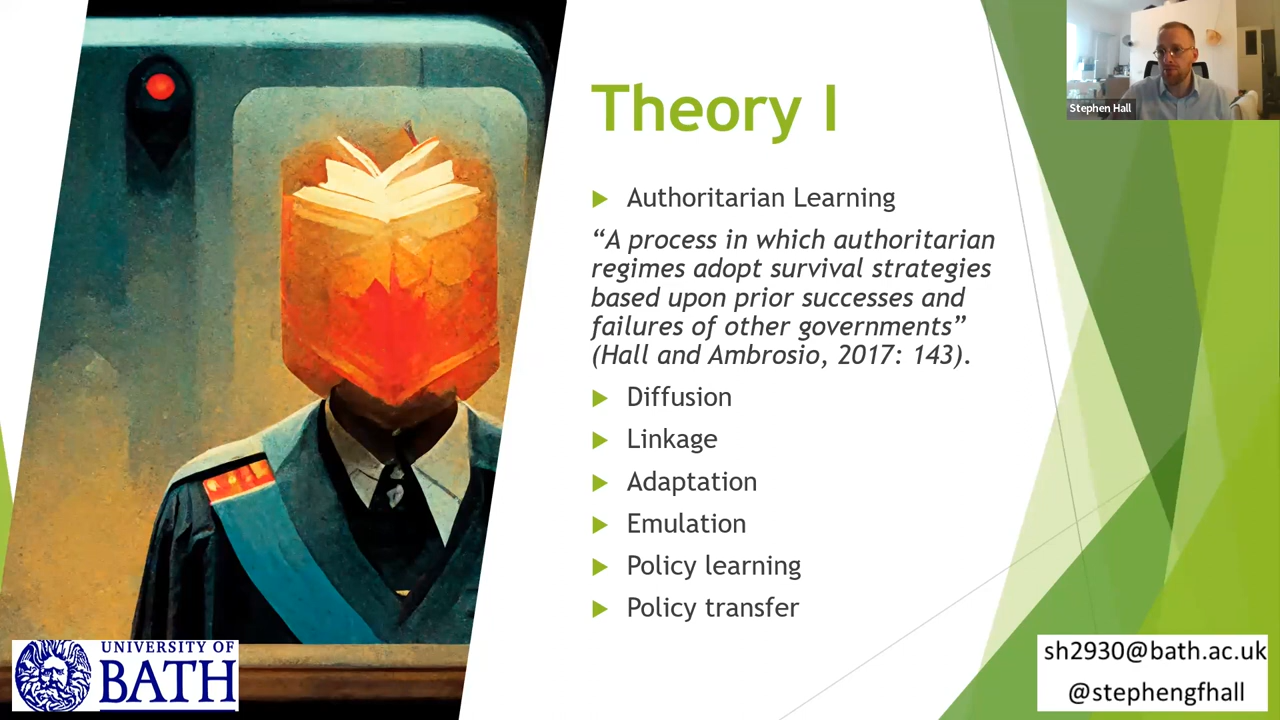 Theory I
Stephen Hall
Authoritarian Learning
“A process in which authoritarian
regimes adopt survival strategies
based upon prior successes and
failures of other governments”
(Hall and Ambrosio, 2017: 143).
Diffusion
Linkage
Adaptation
Emulation
Policy learning
Policy transfer
UNIVERSITY OF
BATH
sh2930@bath.ac.uk
@stephengfhall